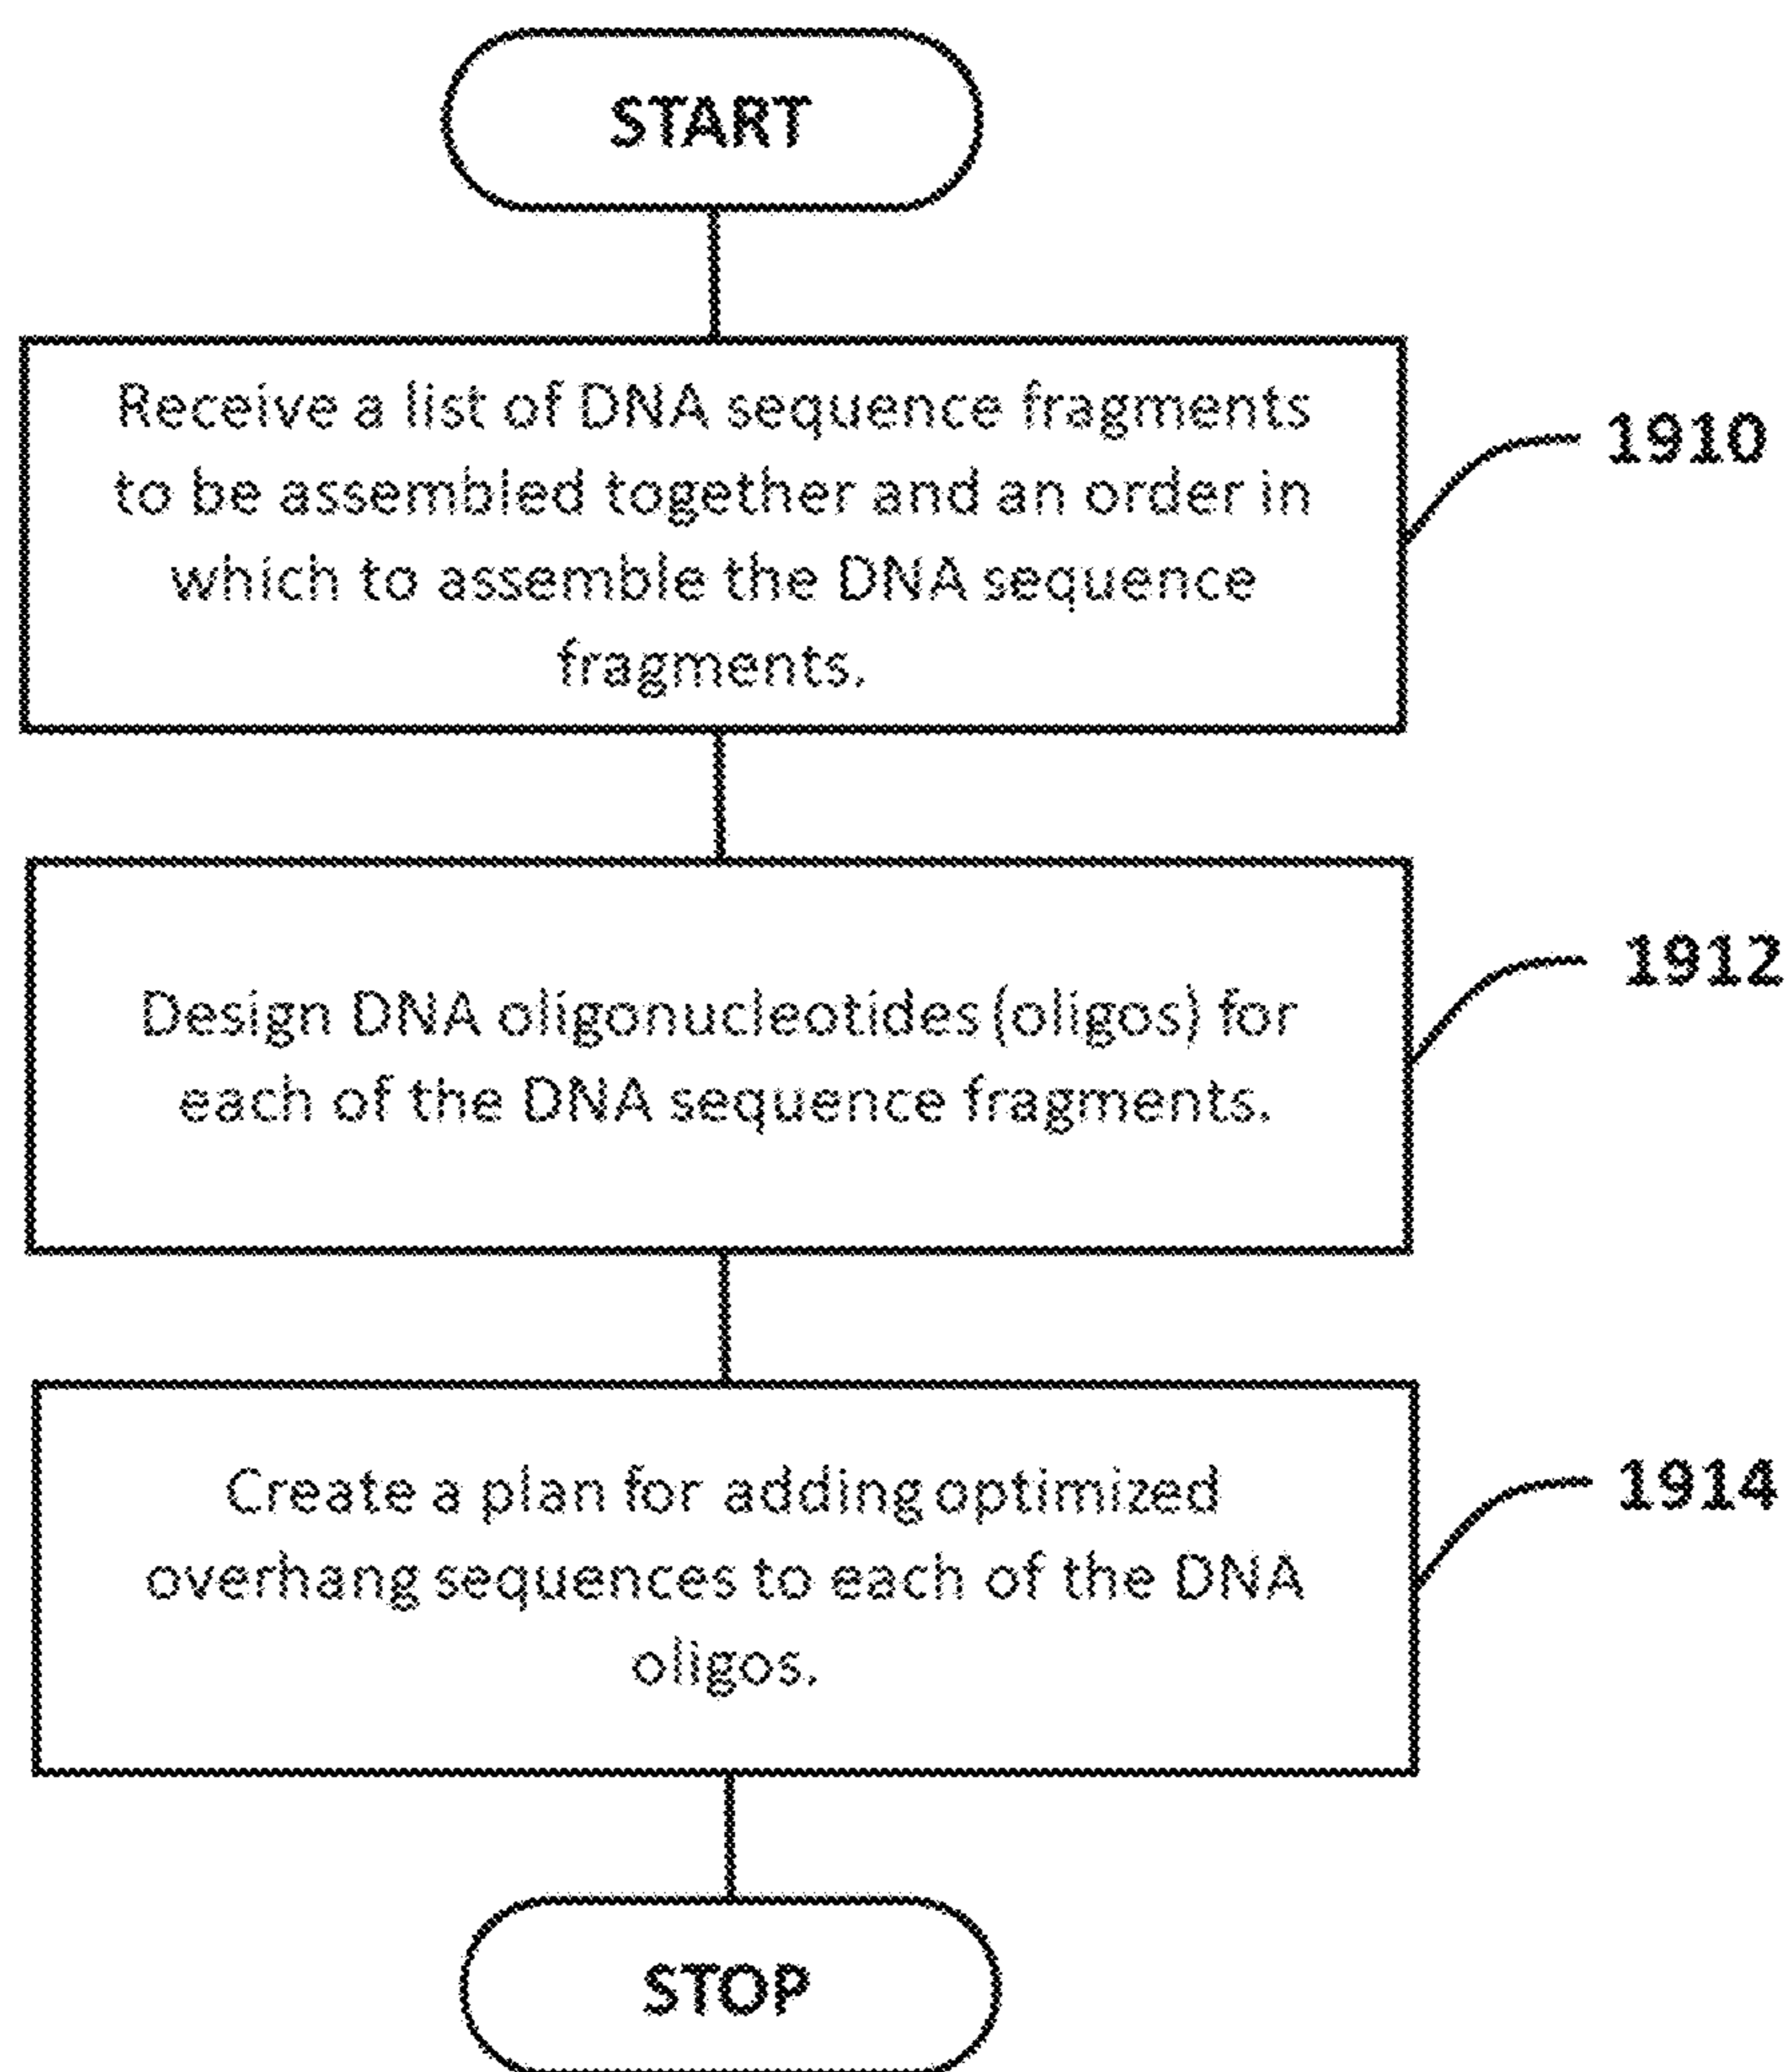 START
Receive a list of DNA sequence fragments
to be assembled together and an order in
which to assemble the DNA sequence
fragments.
1910
Design DNA oligonucleotides (oligos) for
each of the DNA sequence fragments.
1912
Create a plan for adding optimized
overhang sequences to each of the DNA
oligos.
1914
STOP